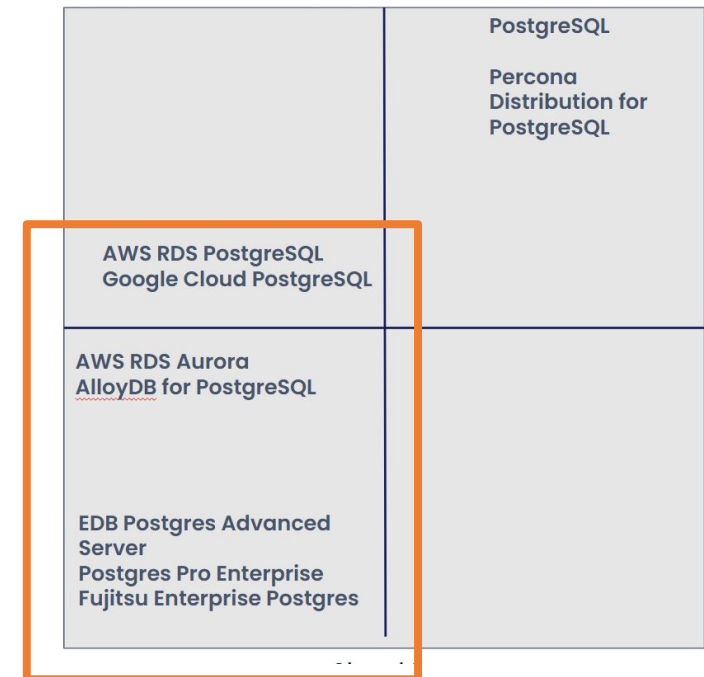 PostgreSQL
Percona
Distribution for
PostgreSQL
AWS RDS PostgreSQL
Google Cloud PostgreSQL
AWS RDS Aurora
AlloyDB for PostgreSQL
EDB Postgres Advanced
Server
Postgres Pro Enterprise
Fujitsu Enterprise Postgres